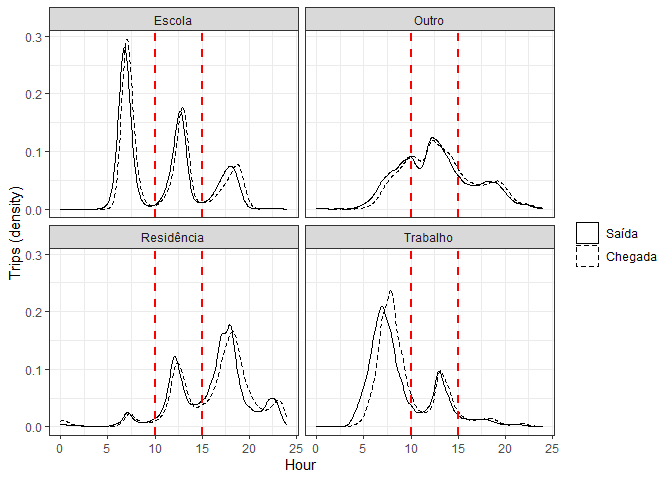 Escola
Outro
0.3
0.2
0.1
0.0
Residência
Trabalho
0.3
0.2
0.1
0.0
0 5 10 15 20 25
0 5 10 15 20 25
Hour
Trips (density)
Saída
Chegada